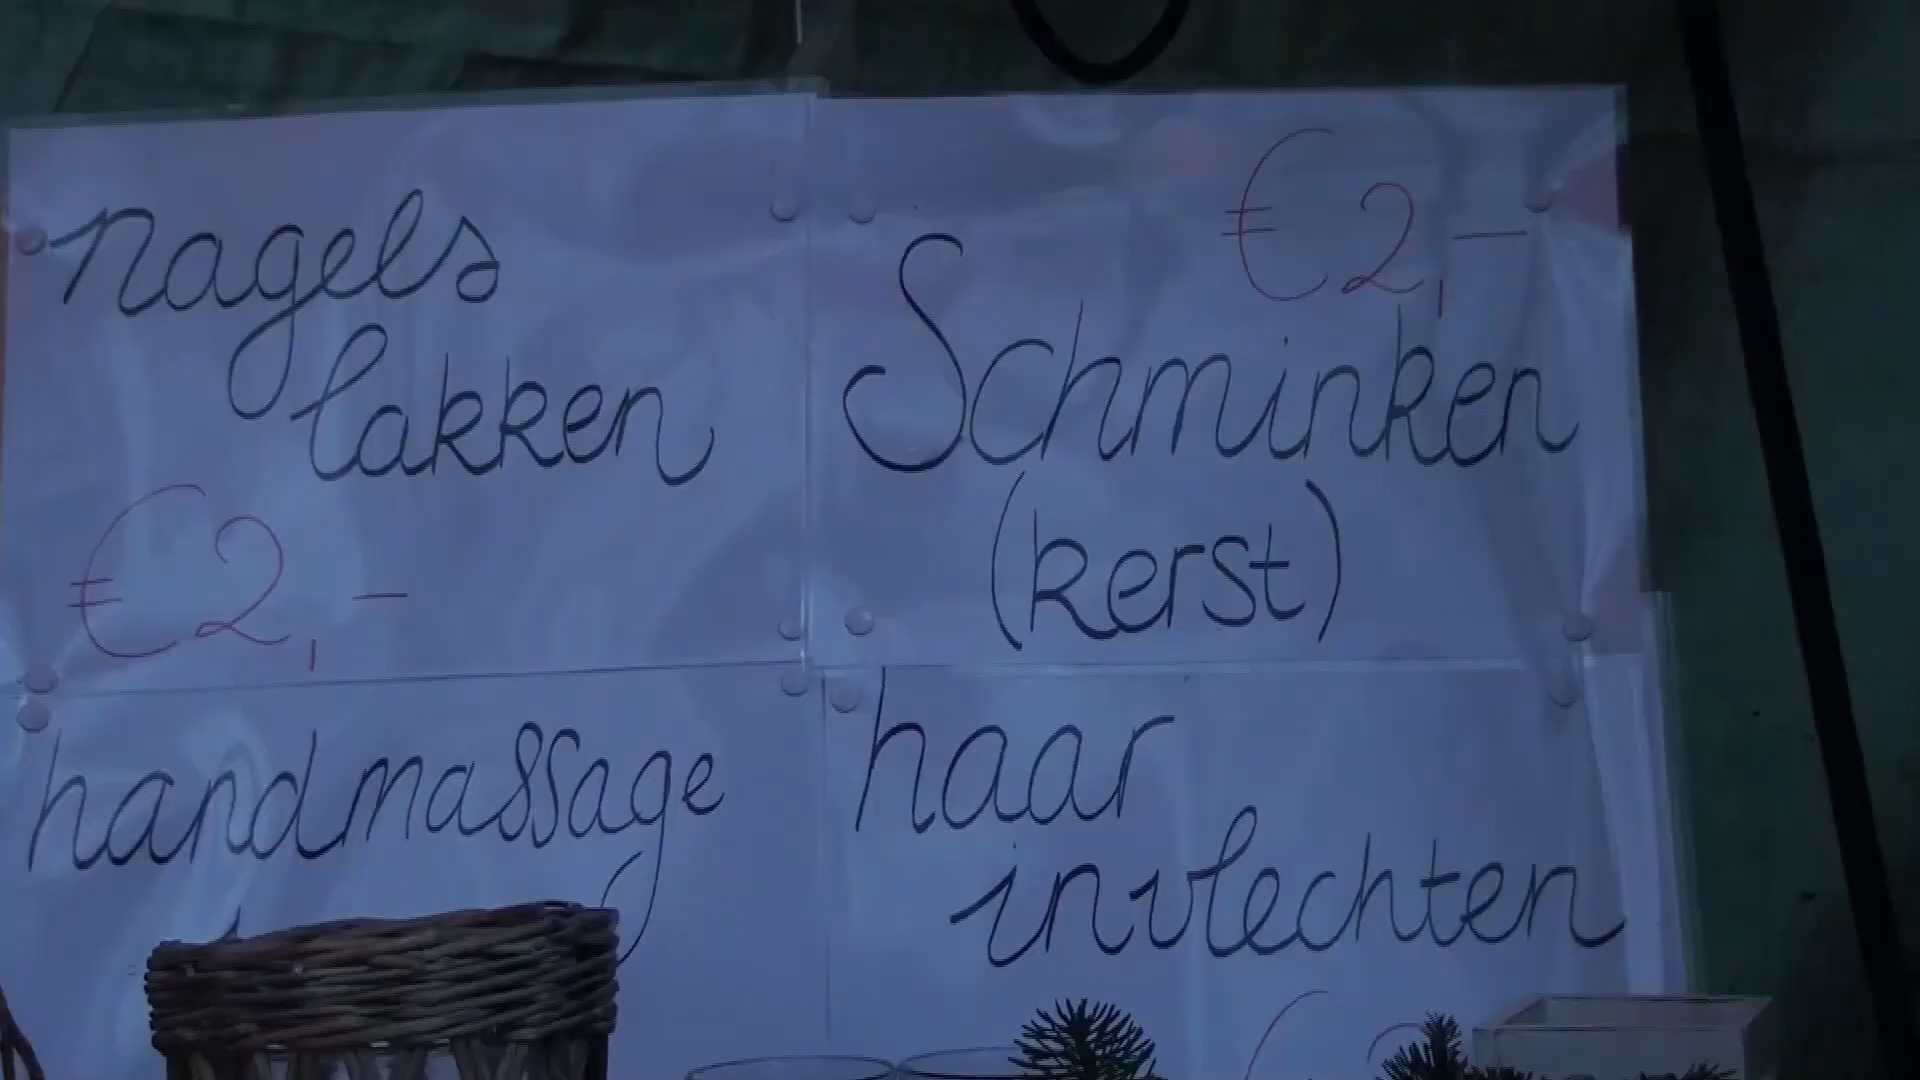 nagels
lakken
€2,-
€2,-
Schminken
(kerst)
handmassage
haar
invlechten